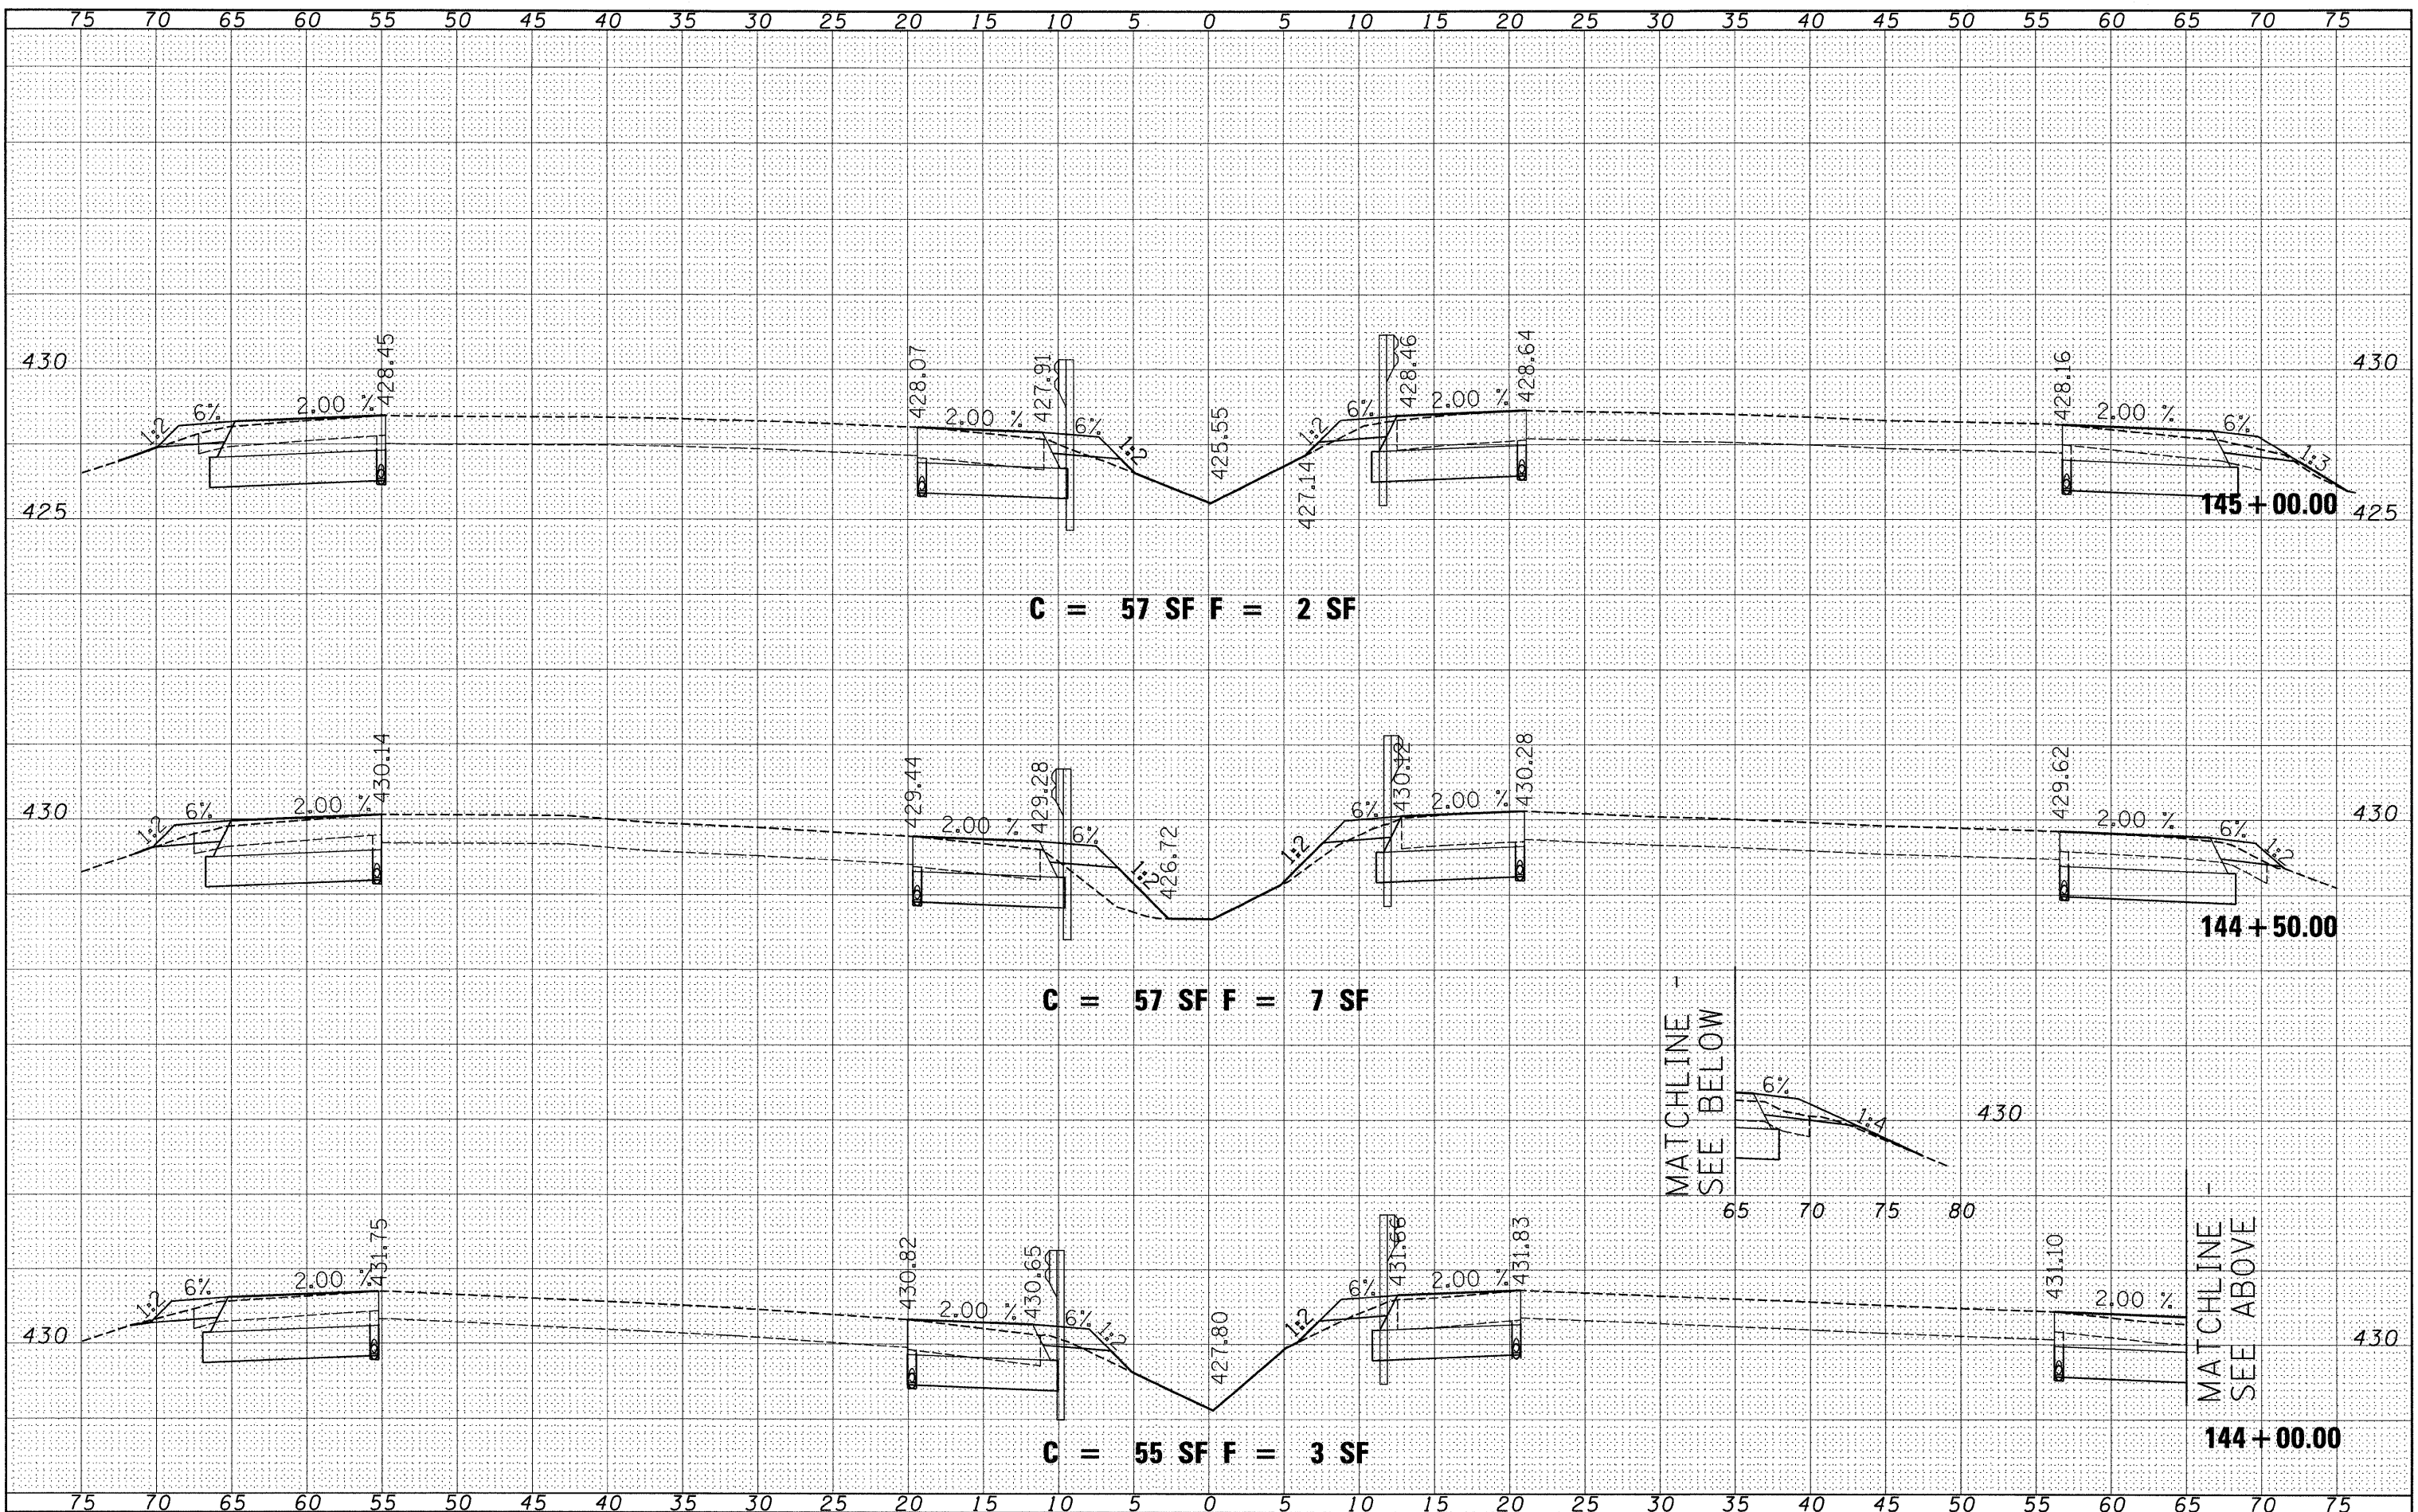 75 70 65 60 55 50 45 40 35 30 25 20 15 10 5 0 5 10 15 20 25 30 35 40 45 50 55 60 65 70 75
430 1:2 6% 2.00 % 428.45 428.07 2.00 % 427.91 6% 1:2 425.55 427.14 1:2 6% 428.46 2.00 % 428.64 428.16 2.00 % 6% 1:3 430
425 145+00.00 425
C = 57 SF F = 2 SF
430 1:2 6% 2.00 % 430.14 429.44 2.00 % 429.28 6% 1:2 426.72 1:2 6% 430.12 2.00 % 430.28 429.62 2.00 % 6% 1:2 430
144+50.00
C = 57 SF F = 7 SF
MATCHLINE -
SEE BELOW
6% 1:4 430
65 70 75 80
430 1:2 6% 2.00 % 431.75 430.82 2.00 % 430.65 6% 1:2 427.80 1:2 6% 431.66 2.00 % 431.83 431.10 2.00 % 430
MATCHLINE -
SEE ABOVE
144+00.00
C = 55 SF F = 3 SF
75 70 65 60 55 50 45 40 35 30 25 20 15 10 5 0 5 10 15 20 25 30 35 40 45 50 55 60 65 70 75